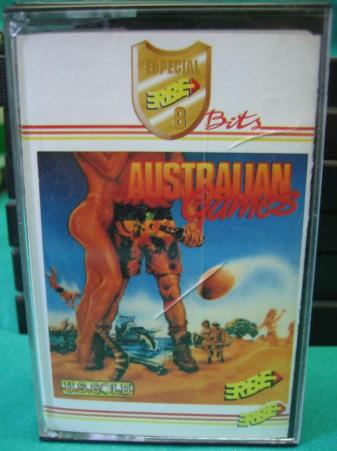 ESPECIAL
ERBE
8 Bits
AUSTRALIAN
Games
ERBE
ERBE